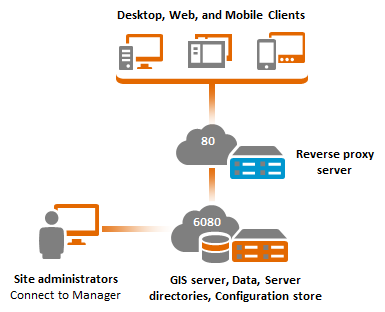 Desktop, Web, and Mobile Clients
80
Reverse proxy
server
6080
Site administrators
Connect to Manager
GIS server, Data, Server
directories, Configuration store